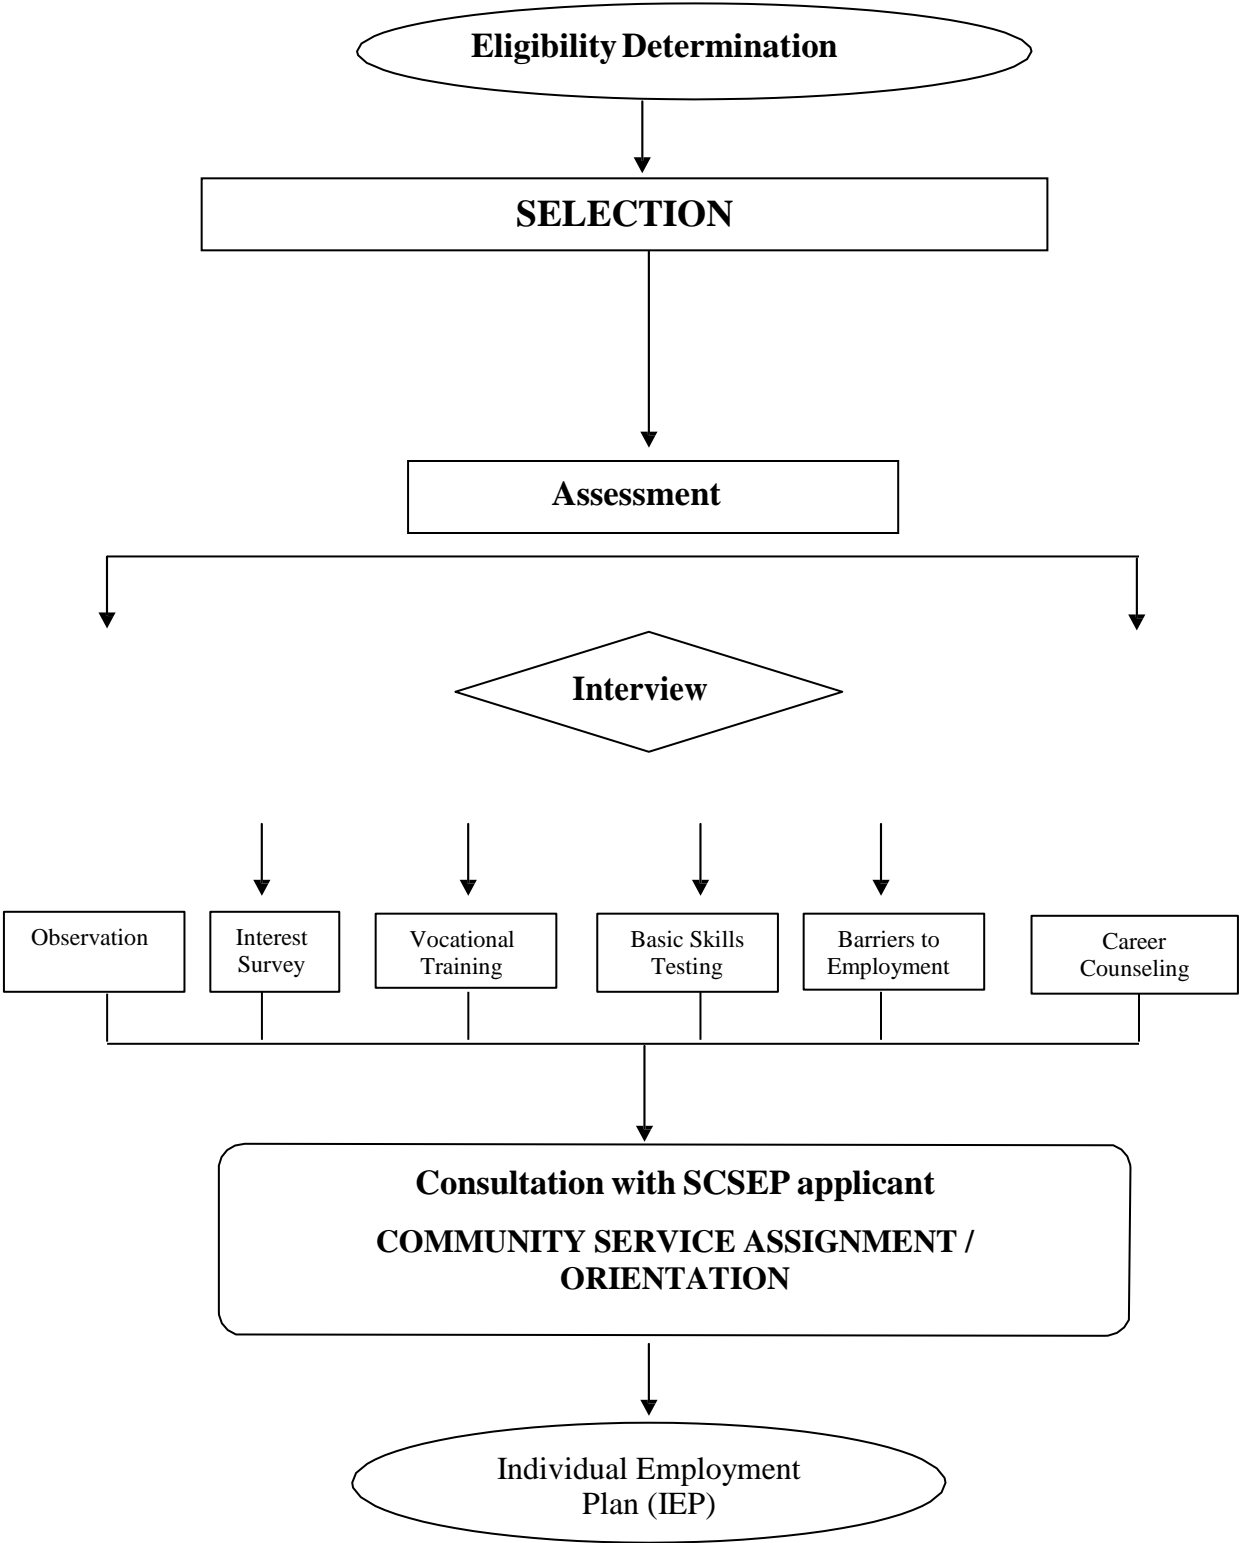 Eligibility Determination
SELECTION
Assessment
Interview
Observation
Interest
Survey
Vocational
Training
Basic Skills
Testing
Barriers to
Employment
Career
Counseling
Consultation with SCSEP applicant
COMMUNITY SERVICE ASSIGNMENT /
ORIENTATION
Individual Employment
Plan (IEP)